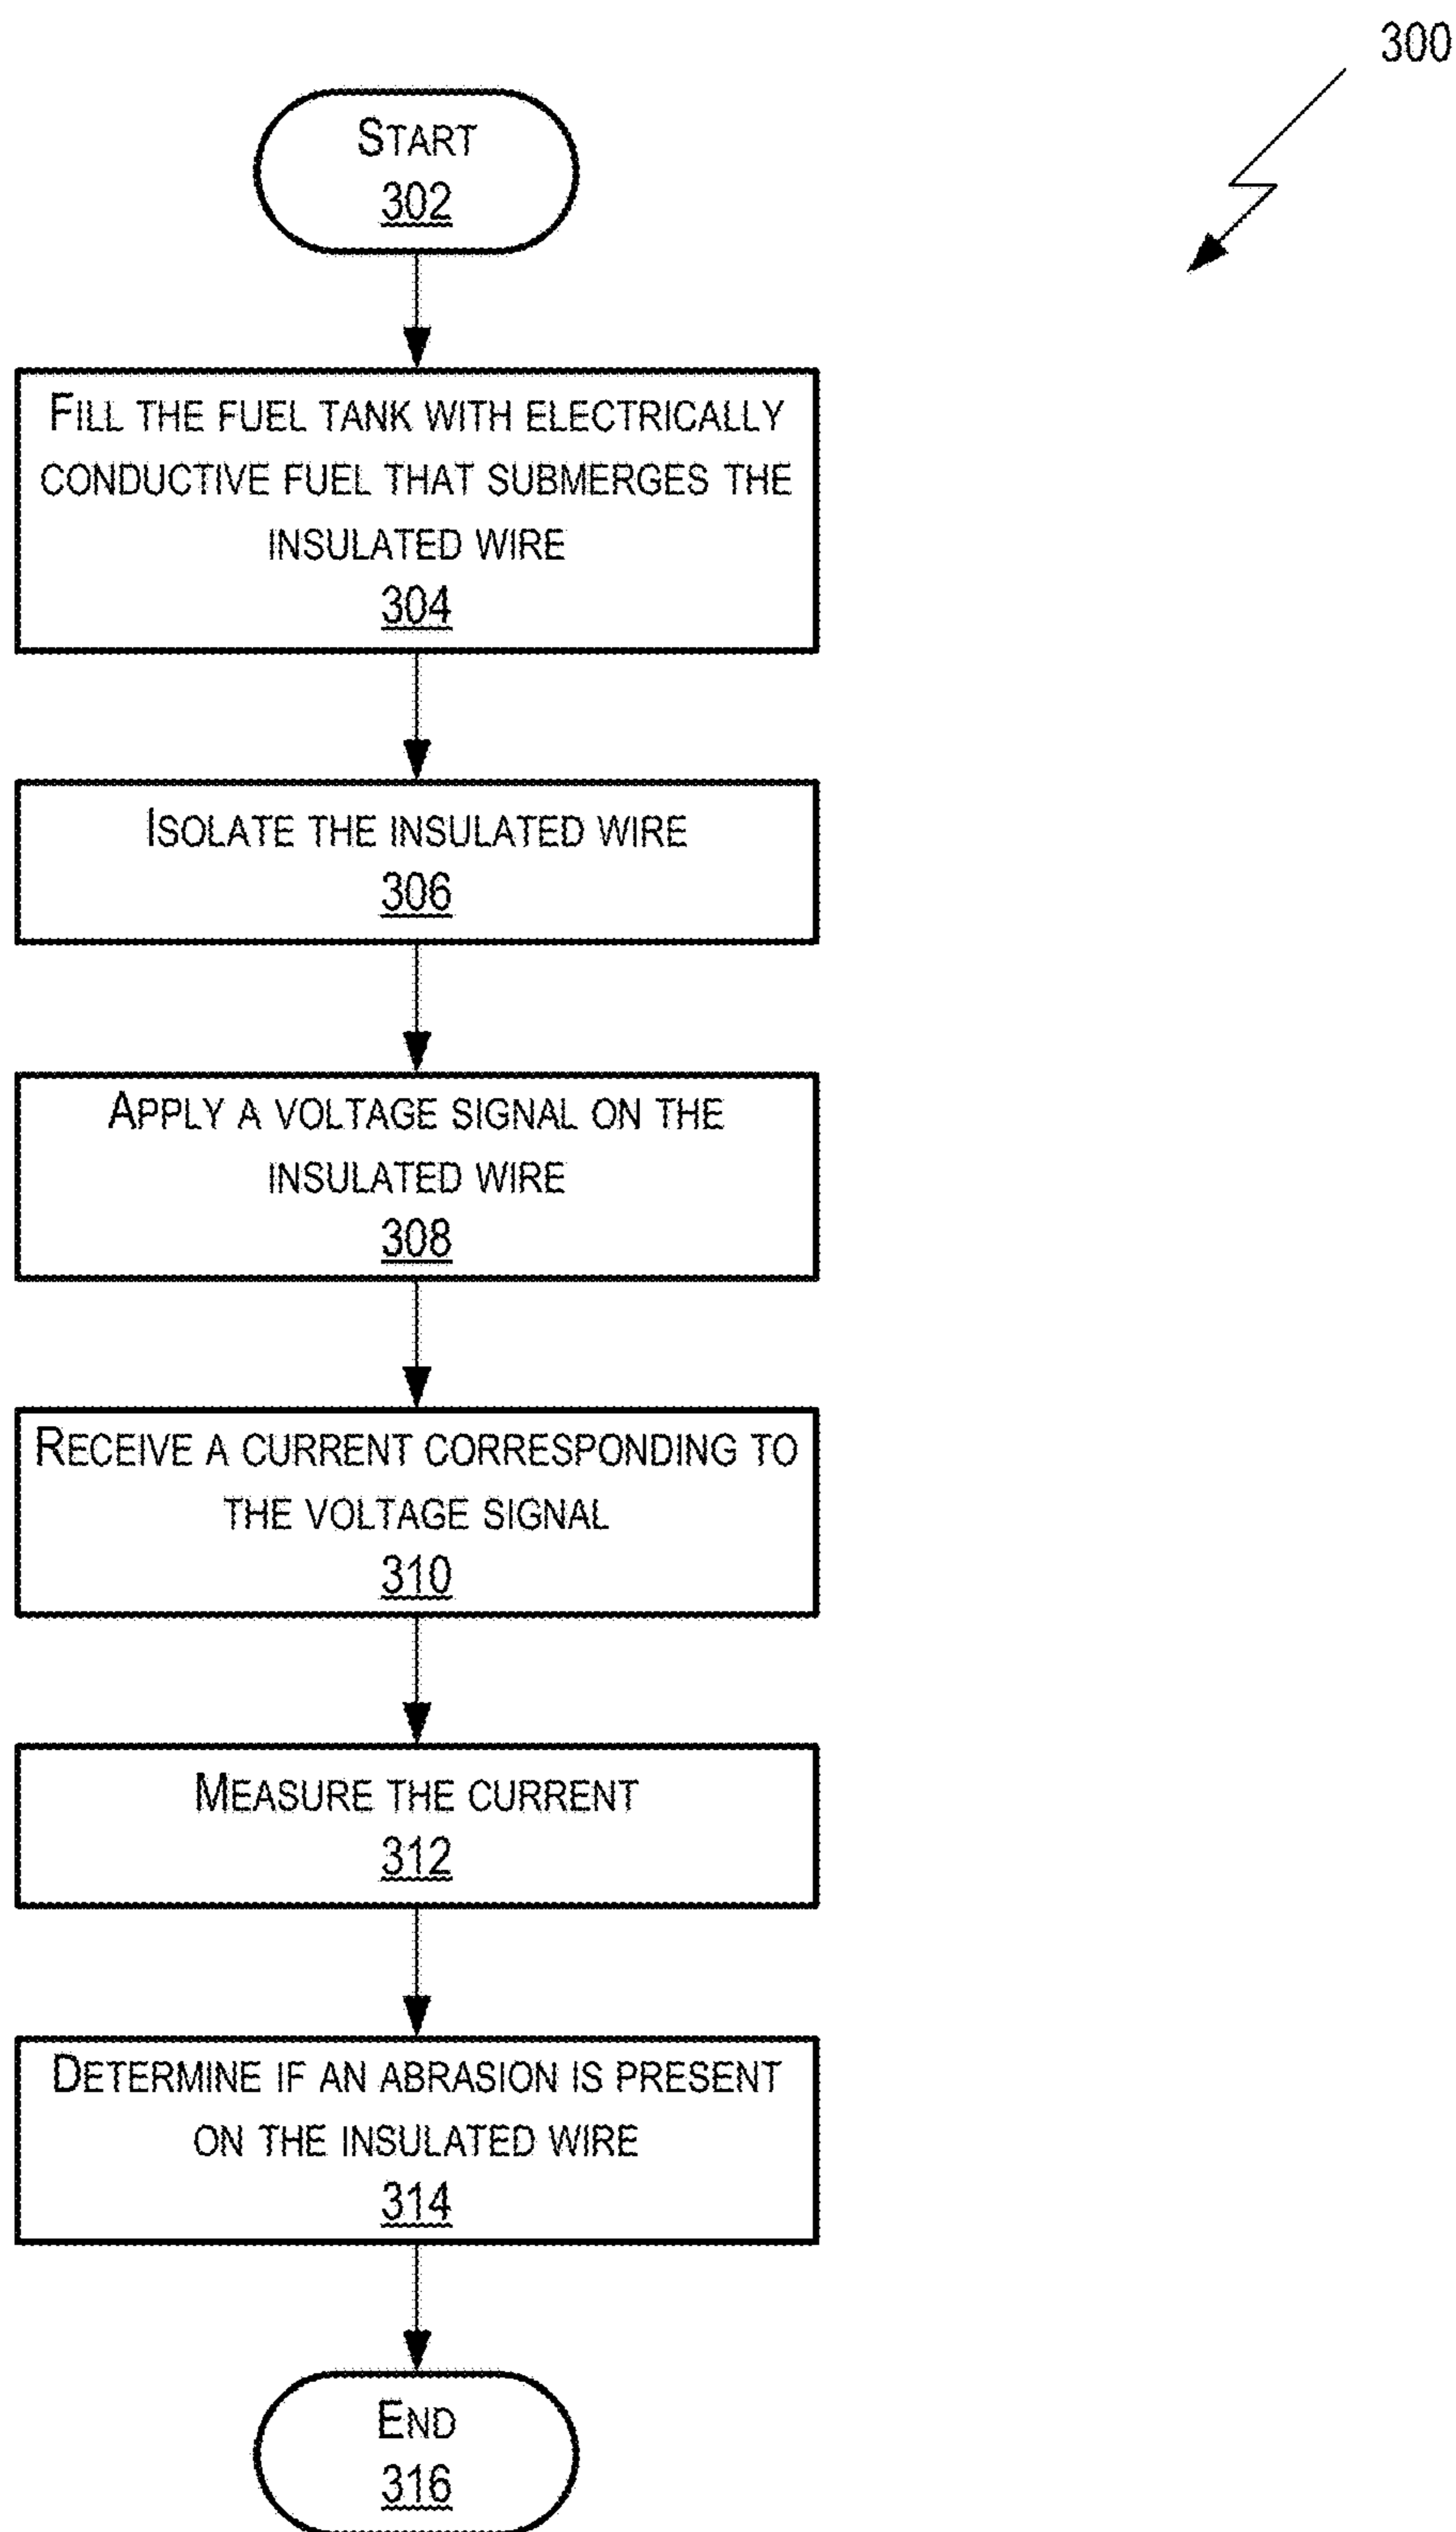 300
START
302
FILL THE FUEL TANK WITH ELECTRICALLY
CONDUCTIVE FUEL THAT SUBMERGES THE
INSULATED WIRE
304
ISOLATE THE INSULATED WIRE
306
APPLY A VOLTAGE SIGNAL ON THE
INSULATED WIRE
308
RECEIVE A CURRENT CORRESPONDING TO
THE VOLTAGE SIGNAL
310
MEASURE THE CURRENT
312
DETERMINE IF AN ABRASION IS PRESENT
ON THE INSULATED WIRE
314
END
316